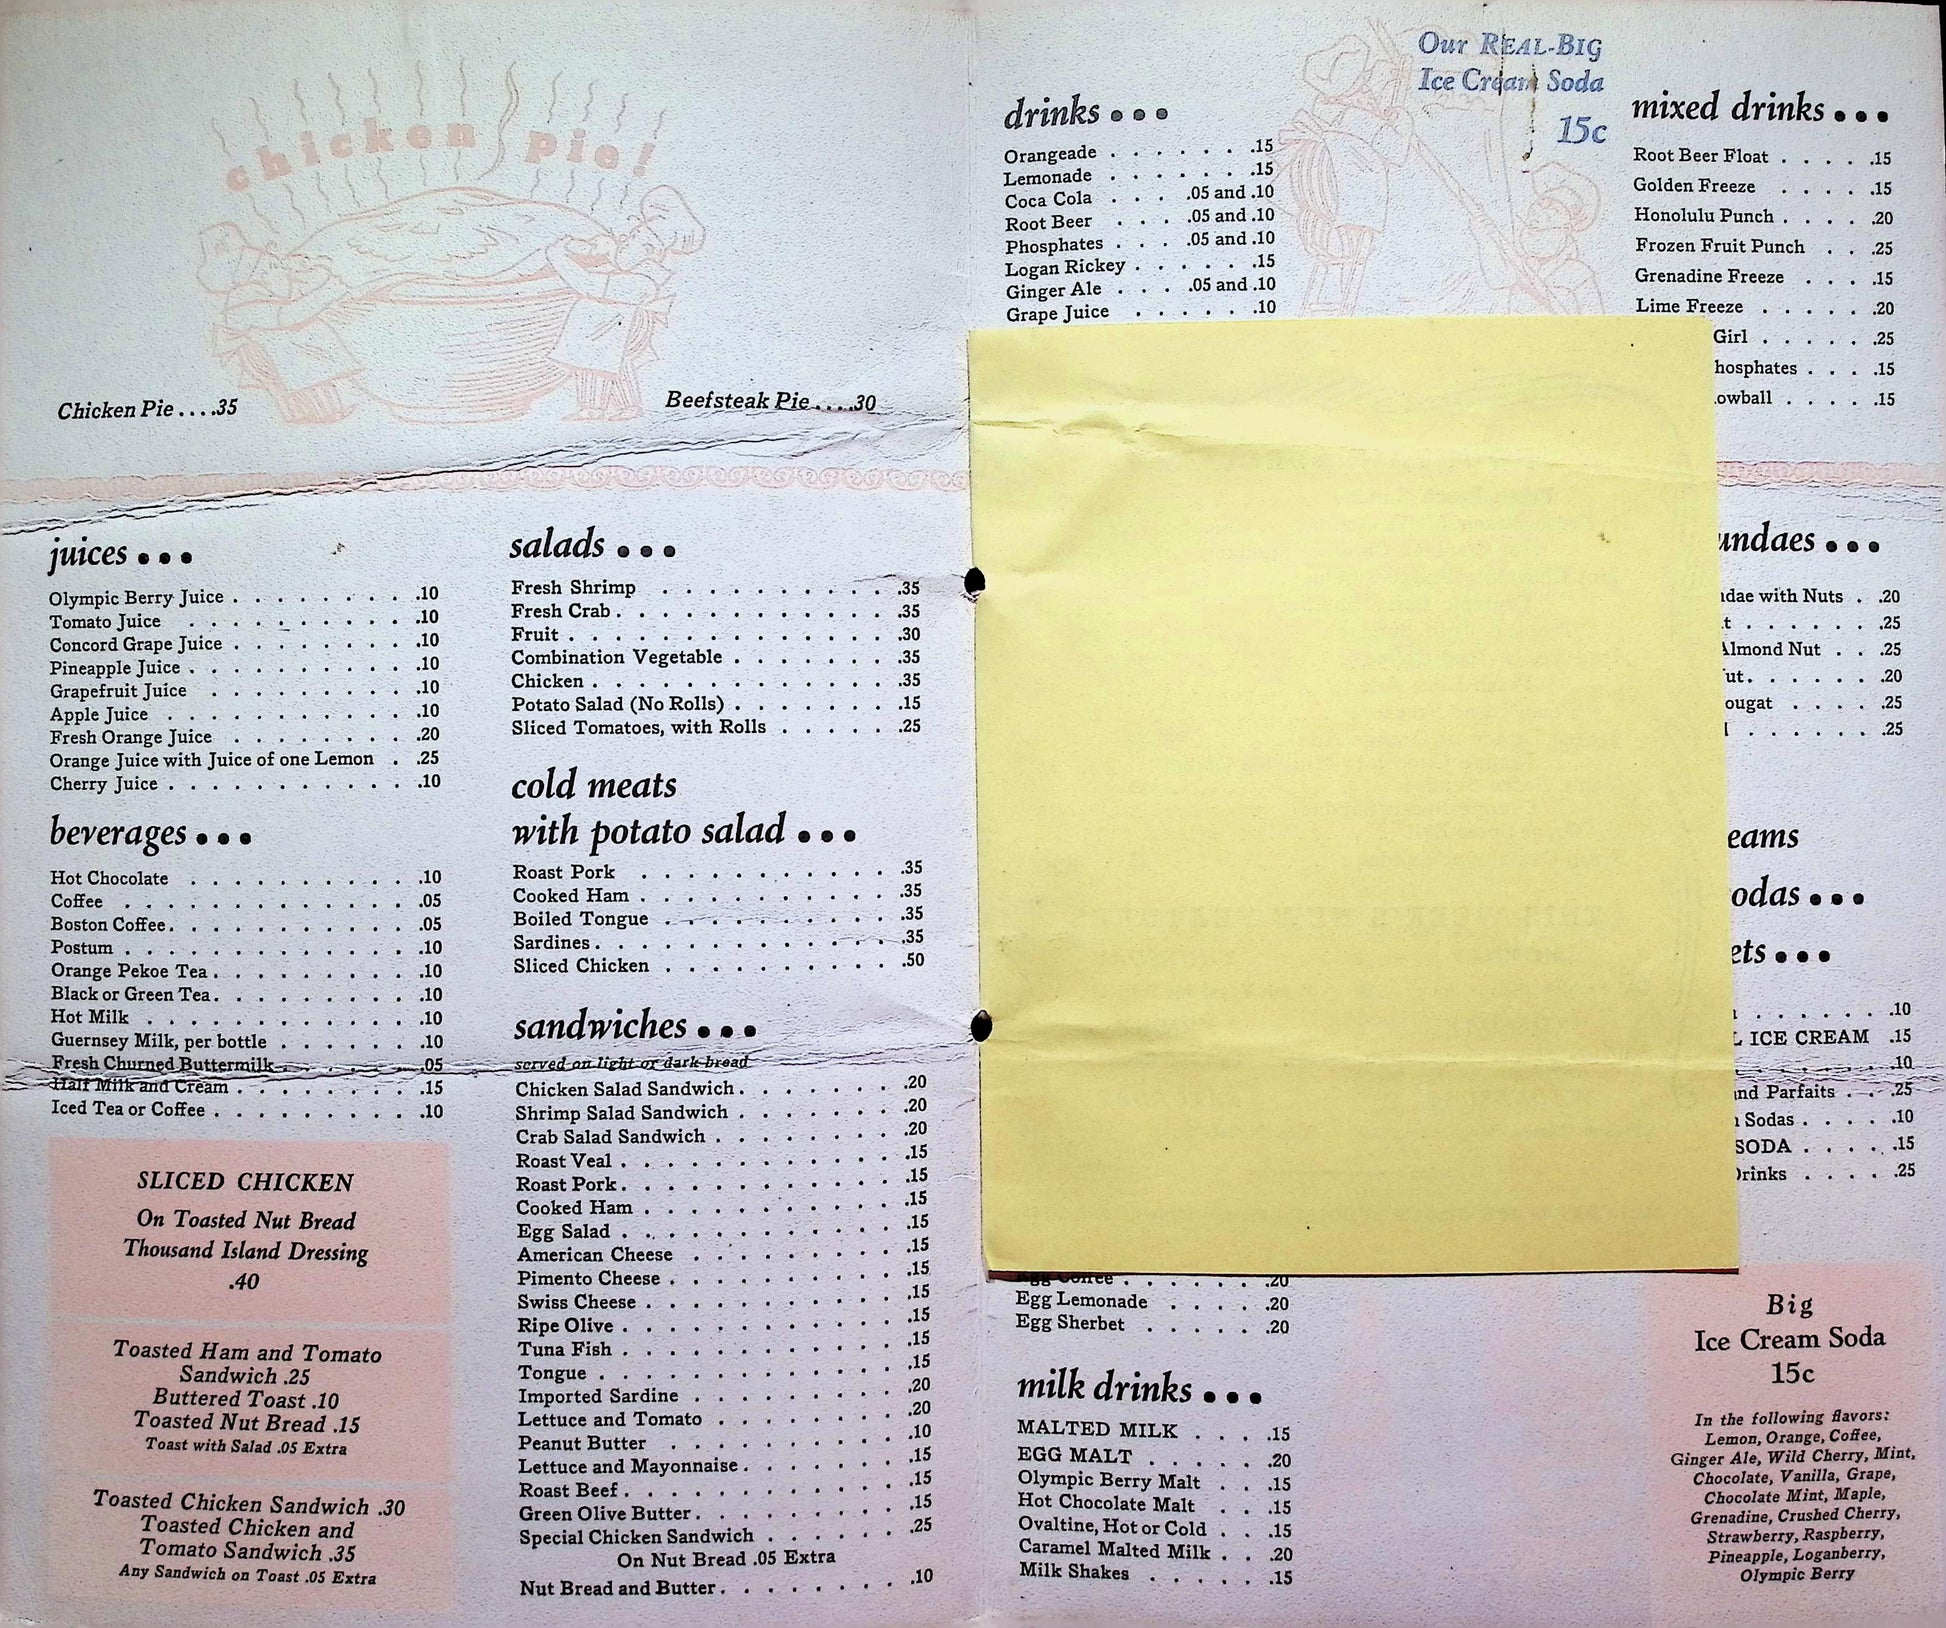 chicken pie!
Chicken Pie....35
Beefsteak Pie....30
juices •••
Olympic Berry Juice . . . . . . . . .10
Tomato Juice . . . . . . . . .10
Concord Grape Juice . . . . . . . . .10
Pineapple Juice . . . . . . . . .10
Grapefruit Juice . . . . . . . . .10
Apple Juice . . . . . . . . .10
Fresh Orange Juice . . . . . . . . .20
Orange Juice with Juice of one Lemon . .25
Cherry Juice . . . . . . . . .10
beverages •••
Hot Chocolate . . . . . . . . .10
Coffee . . . . . . . . .05
Boston Coffee . . . . . . . . .05
Postum . . . . . . . . .10
Orange Pekoe Tea . . . . . . . . .10
Black or Green Tea . . . . . . . . .10
Hot Milk . . . . . . . . .10
Guernsey Milk, per bottle . . . . . .10
Fresh Churned Buttermilk . . . . . .05
Half Milk and Cream . . . . . . . .15
Iced Tea or Coffee . . . . . . . . .10
SLICED CHICKEN
On Toasted Nut Bread
Thousand Island Dressing
.40
Toasted Ham and Tomato
Sandwich .25
Buttered Toast .10
Toasted Nut Bread .15
Toast with Salad .05 Extra
Toasted Chicken Sandwich .30
Toasted Chicken and
Tomato Sandwich .35
Any Sandwich on Toast .05 Extra
salads •••
Fresh Shrimp . . . . . . . . .35
Fresh Crab . . . . . . . . .35
Fruit . . . . . . . . .30
Combination Vegetable . . . . . . .35
Chicken . . . . . . . . .35
Potato Salad (No Rolls) . . . . . . .15
Sliced Tomatoes, with Rolls . . . . .25
cold meats
with potato salad •••
Roast Pork . . . . . . . . .35
Cooked Ham . . . . . . . . .35
Boiled Tongue . . . . . . . . .35
Sardines . . . . . . . . .35
Sliced Chicken . . . . . . . . .50
sandwiches •••
served on light or dark bread
Chicken Salad Sandwich . . . . . . .20
Shrimp Salad Sandwich . . . . . . .20
Crab Salad Sandwich . . . . . . . .20
Roast Veal . . . . . . . . .15
Roast Pork . . . . . . . . .15
Cooked Ham . . . . . . . . .15
Egg Salad . . . . . . . . .15
American Cheese . . . . . . . . .15
Pimento Cheese . . . . . . . . .15
Swiss Cheese . . . . . . . . .15
Ripe Olive . . . . . . . . .15
Tuna Fish . . . . . . . . .15
Tongue . . . . . . . . .15
Imported Sardine . . . . . . . . .20
Lettuce and Tomato . . . . . . . .20
Peanut Butter . . . . . . . . .10
Lettuce and Mayonnaise . . . . . . .15
Roast Beef . . . . . . . . .15
Green Olive Butter . . . . . . . .15
Special Chicken Sandwich . . . . . .25
On Nut Bread .05 Extra
Nut Bread and Butter . . . . . . . .10
Our REAL-BIG
Ice Cream Soda
15c
drinks •••
Orangeade . . . . . . .15
Lemonade . . . . . . .15
Coca Cola . . . .05 and .10
Root Beer . . . .05 and .10
Phosphates . . . .05 and .10
Logan Rickey . . . . . .15
Ginger Ale . . . .05 and .10
Grape Juice . . . . . .10
Egg Coffee . . . . . .20
Egg Lemonade . . . . .20
Egg Sherbet . . . . . .20
milk drinks •••
MALTED MILK . . . .15
EGG MALT . . . . . .20
Olympic Berry Malt . . .15
Hot Chocolate Malt . . .15
Ovaltine, Hot or Cold . . .15
Caramel Malted Milk . . .20
Milk Shakes . . . . . .15
mixed drinks •••
Root Beer Float . . . . .15
Golden Freeze . . . . .15
Honolulu Punch . . . . .20
Frozen Fruit Punch . . .25
Grenadine Freeze . . . .15
Lime Freeze . . . . . .20
Girl . . . . . .25
hosphates . . . .15
owball . . . . .15
undaes •••
dae with Nuts . .20
t . . . . . . .25
Almond Nut . . .25
ut . . . . . . .20
ougat . . . . .25
. . . . . . .25
eams
odas •••
ets •••
. . . . . . .10
ICE CREAM .15
. . . . . . .10
nd Parfaits . . .25
Sodas . . . . .10
SODA . . . . .15
Drinks . . . . .25
Big
Ice Cream Soda
15c
In the following flavors:
Lemon, Orange, Coffee,
Ginger Ale, Wild Cherry, Mint,
Chocolate, Vanilla, Grape,
Chocolate Mint, Maple,
Grenadine, Crushed Cherry,
Strawberry, Raspberry,
Pineapple, Loganberry,
Olympic Berry